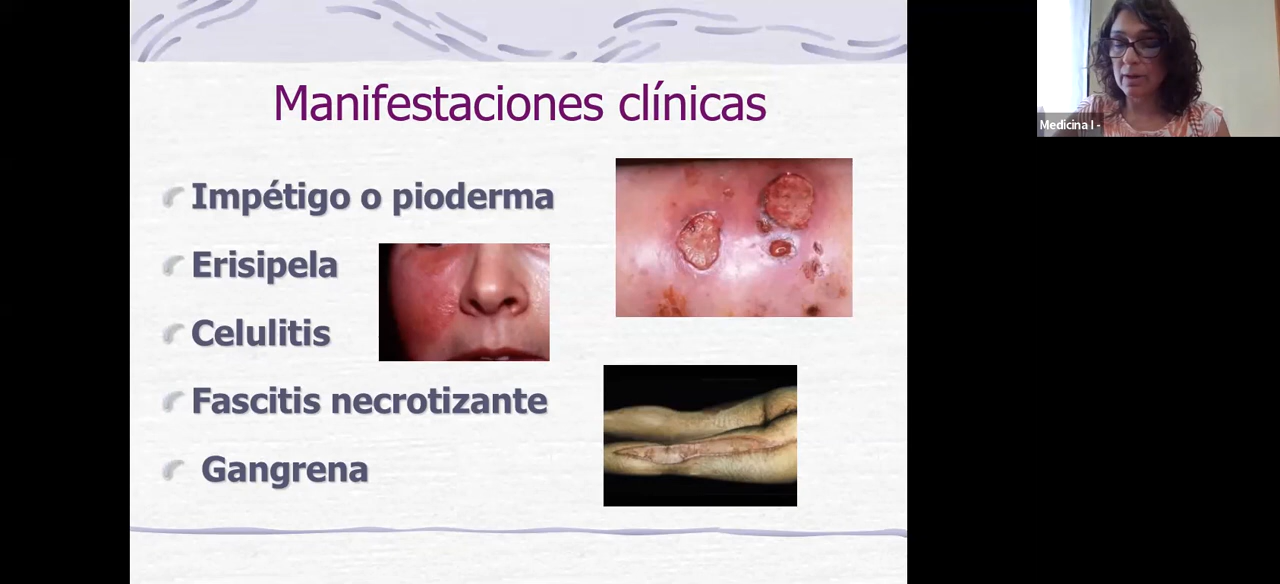 Manifestaciones clínicas
Impétigo o pioderma
Erisipela
Celulitis
Fascitis necrotizante
Gangrena
Medicina I -